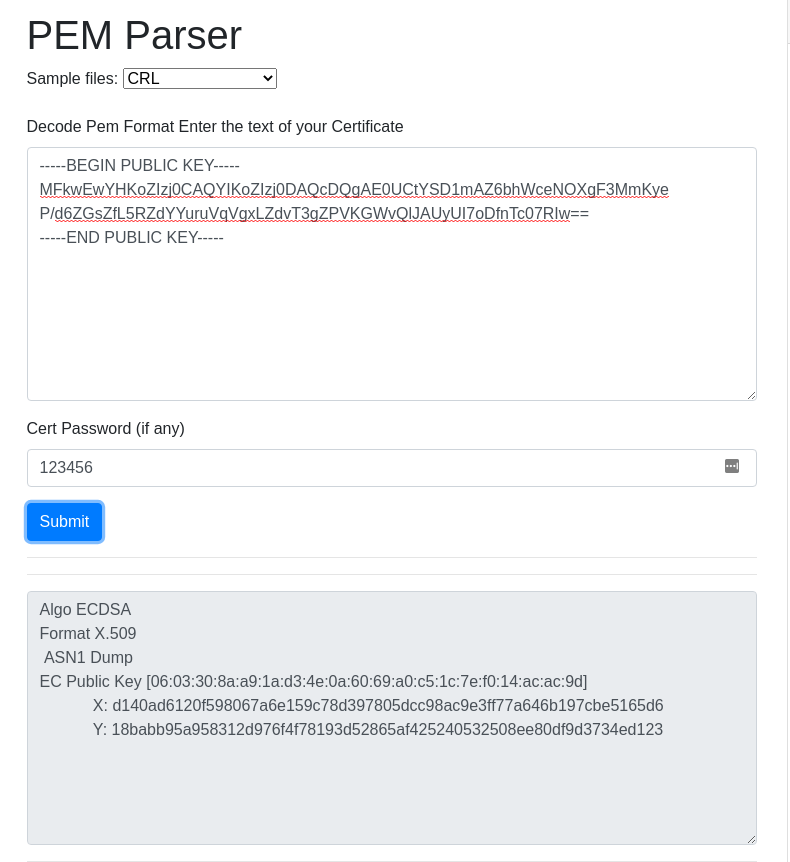 PEM Parser
Sample files: CRL
Decode Pem Format Enter the text of your Certificate
-----BEGIN PUBLIC KEY-----
MFkwEwYHKoZIzj0CAQYIKoZIzj0DAQcDQgAE0UCtYSD1mAZ6bhWceNOXgF3MmKye
P/d6ZGsZfL5RZdYYuruVqVgxLZdvT3gZPVKGWvQlJAUyUI7oDfnTc07RIw==
-----END PUBLIC KEY-----
Cert Password (if any)
123456
Submit
Algo ECDSA
Format X.509
ASN1 Dump
EC Public Key [06:03:30:8a:a9:1a:d3:4e:0a:60:69:a0:c5:1c:7e:f0:14:ac:ac:9d]
X: d140ad6120f598067a6e159c78d397805dcc98ac9e3ff77a646b197cbe5165d6
Y: 18babb95a958312d976f4f78193d52865af425240532508ee80df9d3734ed123